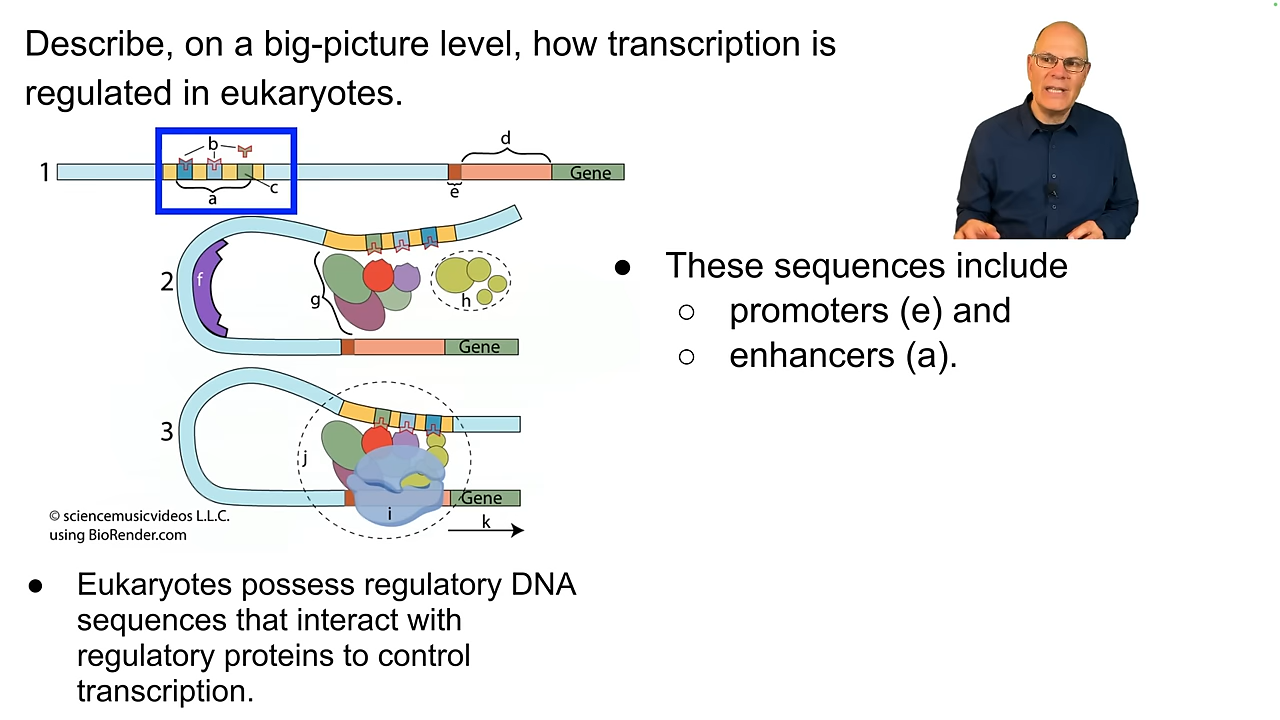 Describe, on a big-picture level, how transcription is
regulated in eukaryotes.
1
b
a
c
d
e
Gene
2
f
g
h
Gene
3
j
i
Gene
k
© sciencemusicvideos L.L.C.
using BioRender.com
● Eukaryotes possess regulatory DNA
sequences that interact with
regulatory proteins to control
transcription.
● These sequences include
○ promoters (e) and
○ enhancers (a).